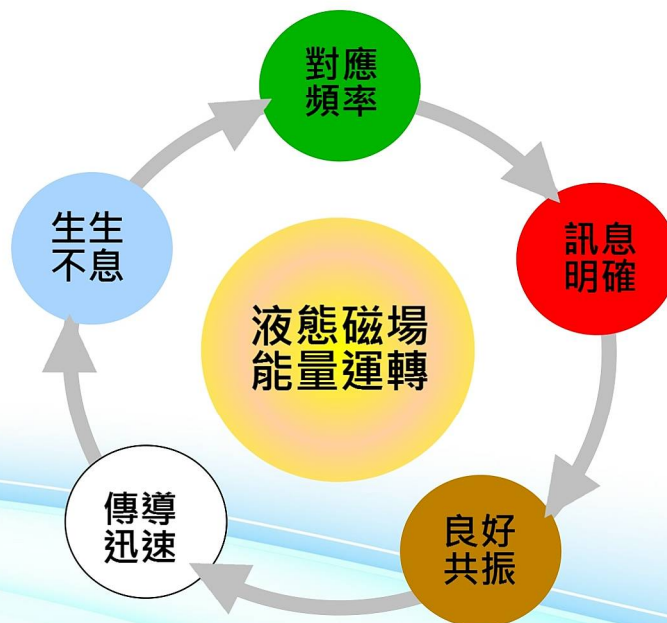 對應
頻率
訊息
明確
良好
共振
傳導
迅速
生生
不息
液態磁場
能量運轉